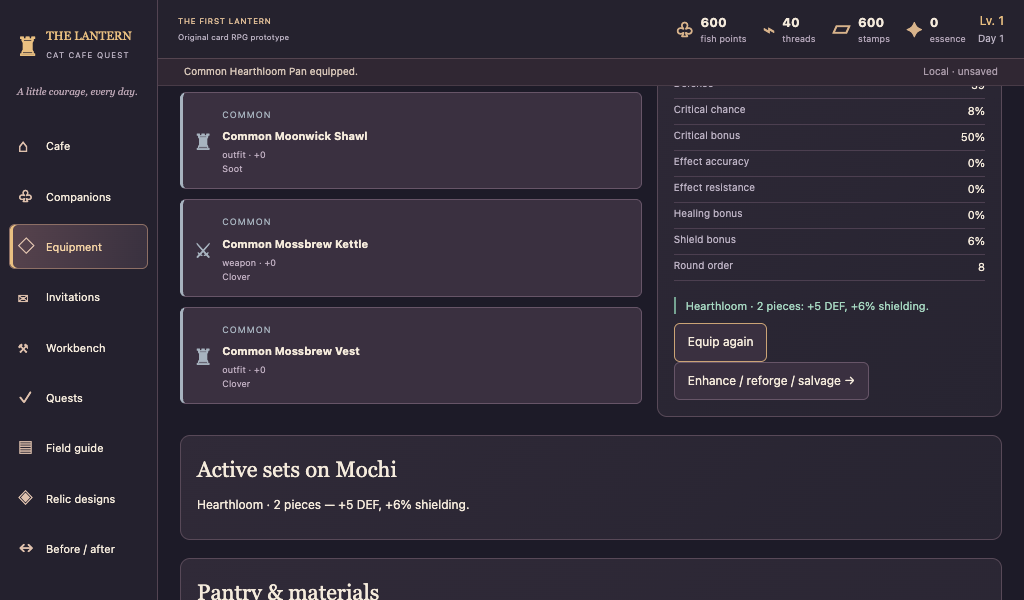 THE LANTERN
CAT CAFE QUEST
A little courage, every day.
Cafe
Companions
Equipment
Invitations
Workbench
Quests
Field guide
Relic designs
Before / after
THE FIRST LANTERN
Original card RPG prototype
600
fish points
40
threads
600
stamps
0
essence
Lv. 1
Day 1
Common Hearthloom Pan equipped.
Local · unsaved
COMMON
Common Moonwick Shawl
outfit · +0
Soot
COMMON
Common Mossbrew Kettle
weapon · +0
Clover
COMMON
Common Mossbrew Vest
outfit · +0
Clover
Critical chance 8%
Critical bonus 50%
Effect accuracy 0%
Effect resistance 0%
Healing bonus 0%
Shield bonus 6%
Round order 8
Hearthloom · 2 pieces: +5 DEF, +6% shielding.
Equip again
Enhance / reforge / salvage →
Active sets on Mochi
Hearthloom · 2 pieces — +5 DEF, +6% shielding.
Pantry & materials